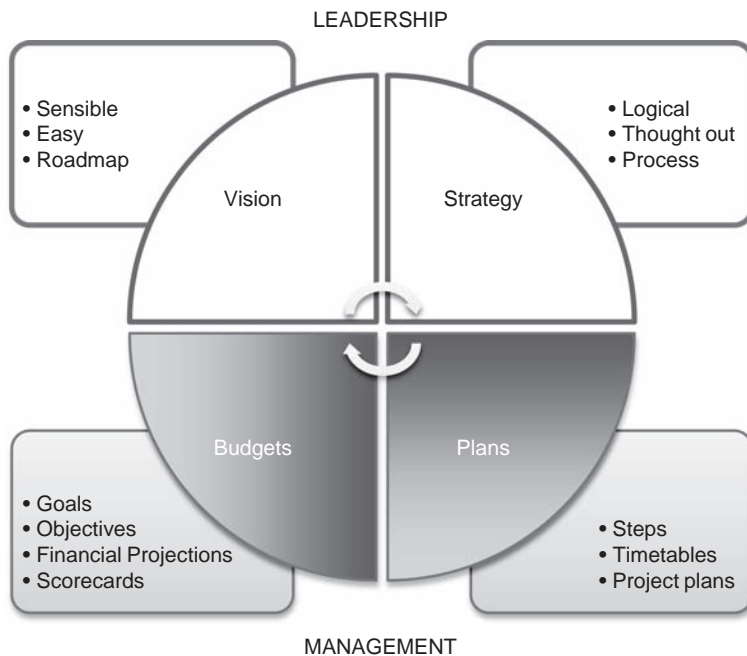 LEADERSHIP
• Sensible
• Easy
• Roadmap
• Logical
• Thought out
• Process
Vision
Strategy
Budgets
Plans
• Goals
• Objectives
• Financial Projections
• Scorecards
• Steps
• Timetables
• Project plans
MANAGEMENT